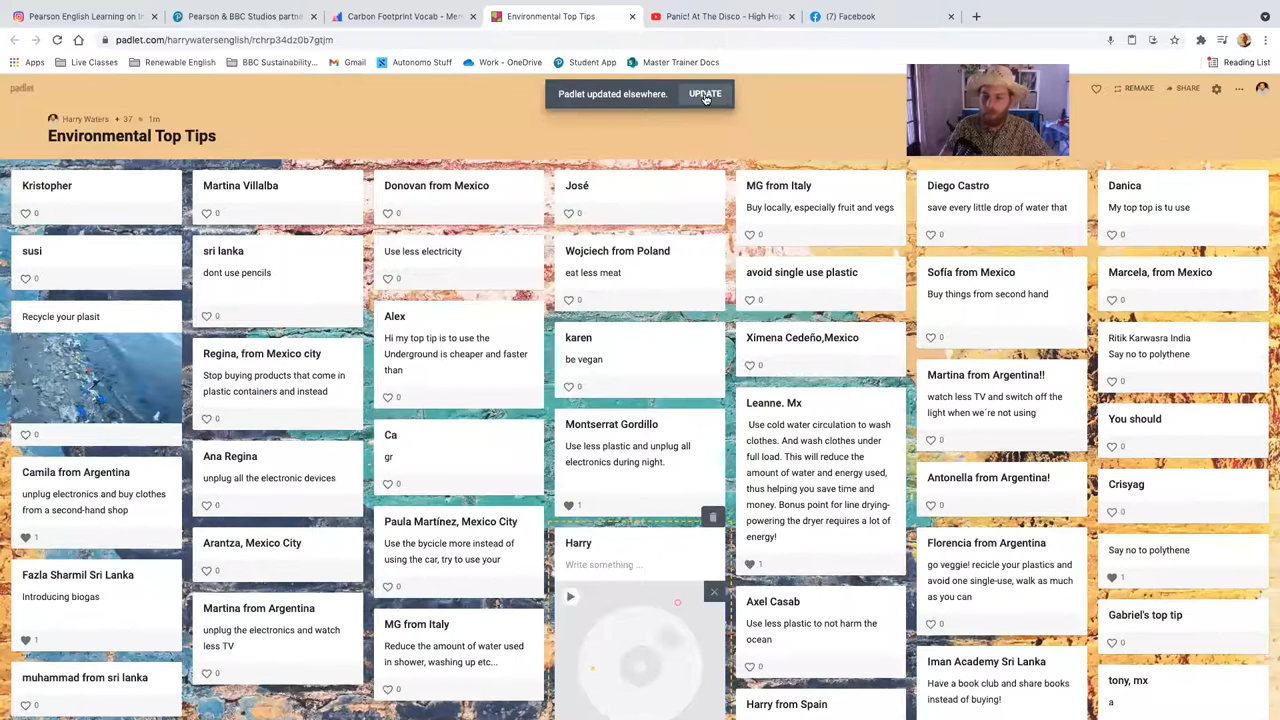 Pearson English Learning on In
Pearson & BBC Studios partne
Carbon Footprint Vocab - Men
Environmental Top Tips
Panic! At The Disco - High Hop
(7) Facebook
padlet.com/harrywatersenglish/rchrp34dz0b7gtjm
Apps
Live Classes
Renewable English
BBC Sustainability...
Gmail
Autonomo Stuff
Work - OneDrive
Student App
Master Trainer Docs
Reading List
padlet
Padlet updated elsewhere.
UPDATE
REMAKE
SHARE
Harry Waters
37
1m
Environmental Top Tips
Kristopher
0
susi
0
Recycle your plasit
0
Camila from Argentina
unplug electronics and buy clothes
from a second-hand shop
1
Fazla Sharmil Sri Lanka
Introducing biogas
1
muhammad from sri lanka
0
Martina Villalba
0
sri lanka
dont use pencils
0
Regina, from Mexico city
Stop buying products that come in
plastic containers and instead
0
Ana Regina
unplug all the electronic devices
0
Arantza, Mexico City
0
Martina from Argentina
unplug the electronics and watch
less TV
0
Donovan from Mexico
0
Use less electricity
0
Alex
Hi my top tip is to use the
Underground is cheaper and faster
than
0
Ca
gr
0
Paula Martínez, Mexico City
Use the bycicle more instead of
using the car, try to use your
0
MG from Italy
Reduce the amount of water used
in shower, washing up etc...
0
José
0
Wojciech from Poland
eat less meat
0
karen
be vegan
0
Montserrat Gordillo
Use less plastic and unplug all
electronics during night.
1
Harry
Write something ...
MG from Italy
Buy locally, especially fruit and vegs
0
avoid single use plastic
0
Ximena Cedeño,Mexico
0
Leanne. Mx
Use cold water circulation to wash
clothes. And wash clothes under
full load. This will reduce the
amount of water and energy used,
thus helping you save time and
money. Bonus point for line drying-
powering the dryer requires a lot of
energy!
1
Axel Casab
Use less plastic to not harm the
ocean
0
Harry from Spain
Diego Castro
save every little drop of water that
0
Sofía from Mexico
Buy things from second hand
0
Martina from Argentina!!
watch less TV and switch off the
light when we´re not using
0
Antonella from Argentina!
0
Florencia from Argentina
go veggie! recicle your plastics and
avoid one single-use, walk as much
as you can
0
Iman Academy Sri Lanka
Have a book club and share books
instead of buying!
Danica
My top top is tu use
0
Marcela, from Mexico
0
Ritik Karwasra India
Say no to polythene
0
You should
0
Crisyag
0
Say no to polythene
1
Gabriel's top tip
0
tony, mx
a